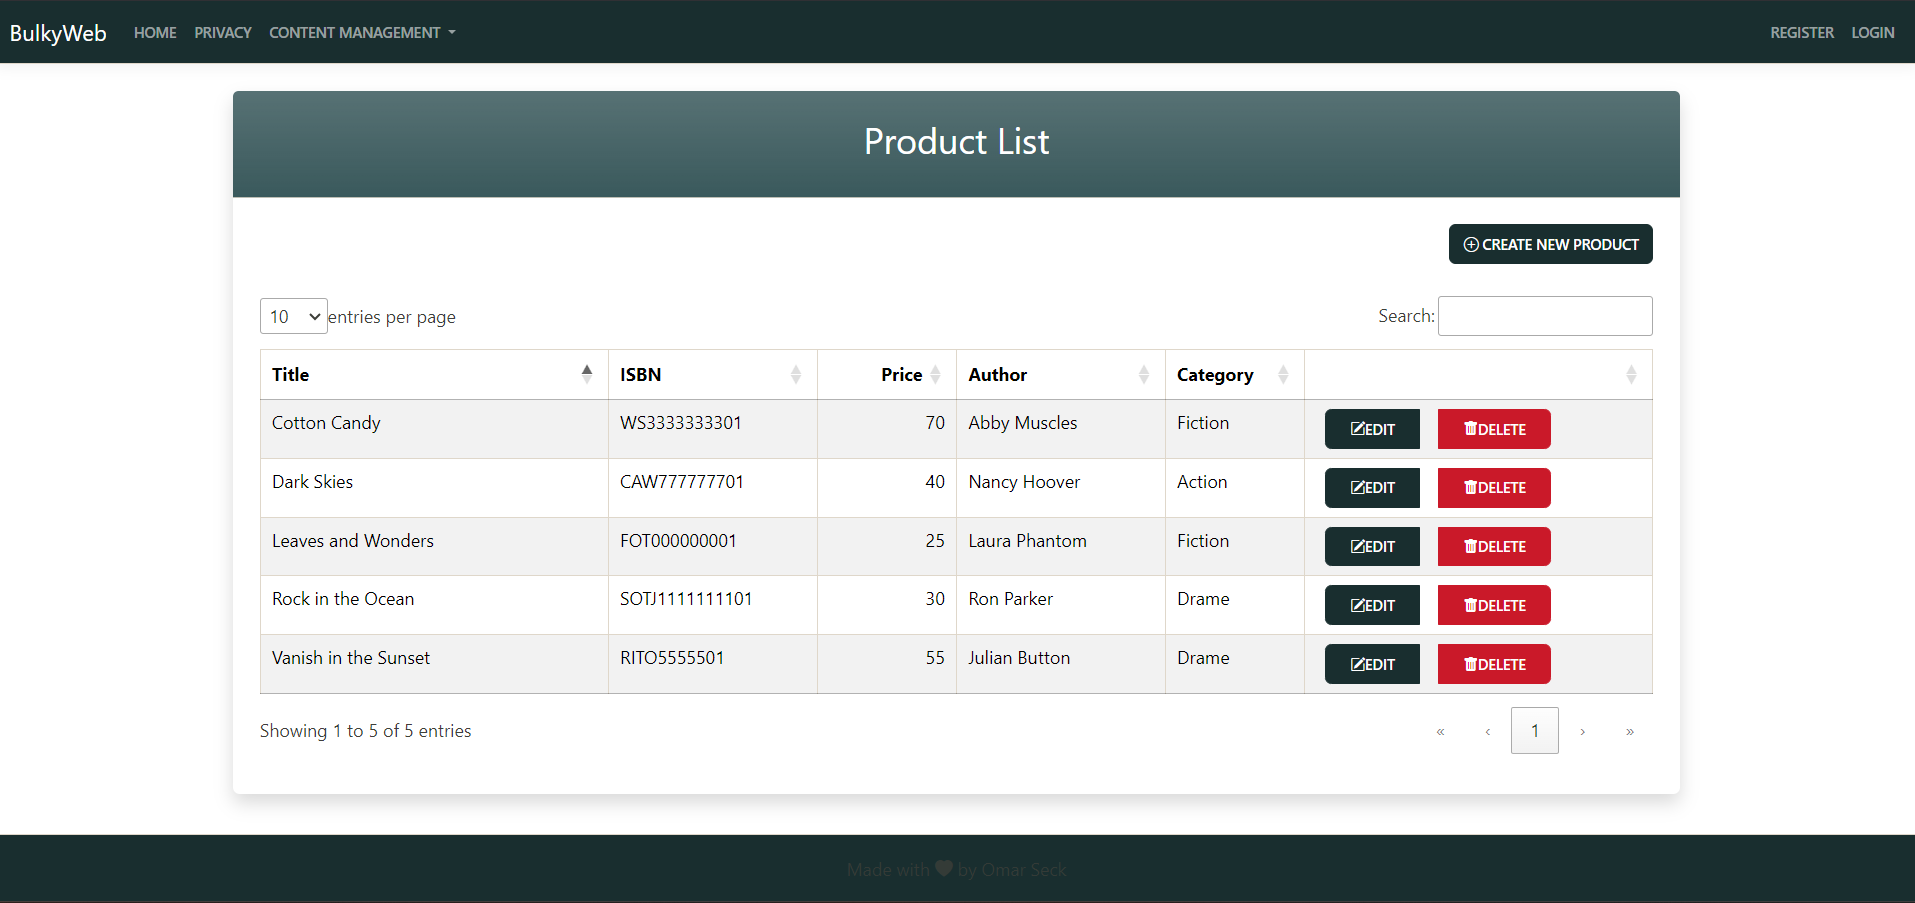 BulkyWeb HOME PRIVACY CONTENT MANAGEMENT REGISTER LOGIN
Product List
CREATE NEW PRODUCT
10 entries per page Search:
Title ISBN Price Author Category
Cotton Candy WS3333333301 70 Abby Muscles Fiction EDIT DELETE
Dark Skies CAW777777701 40 Nancy Hoover Action EDIT DELETE
Leaves and Wonders FOT000000001 25 Laura Phantom Fiction EDIT DELETE
Rock in the Ocean SOTJ1111111101 30 Ron Parker Drame EDIT DELETE
Vanish in the Sunset RITO5555501 55 Julian Button Drame EDIT DELETE
Showing 1 to 5 of 5 entries « ‹ 1 › »
Made with ♥ by Omar Seck